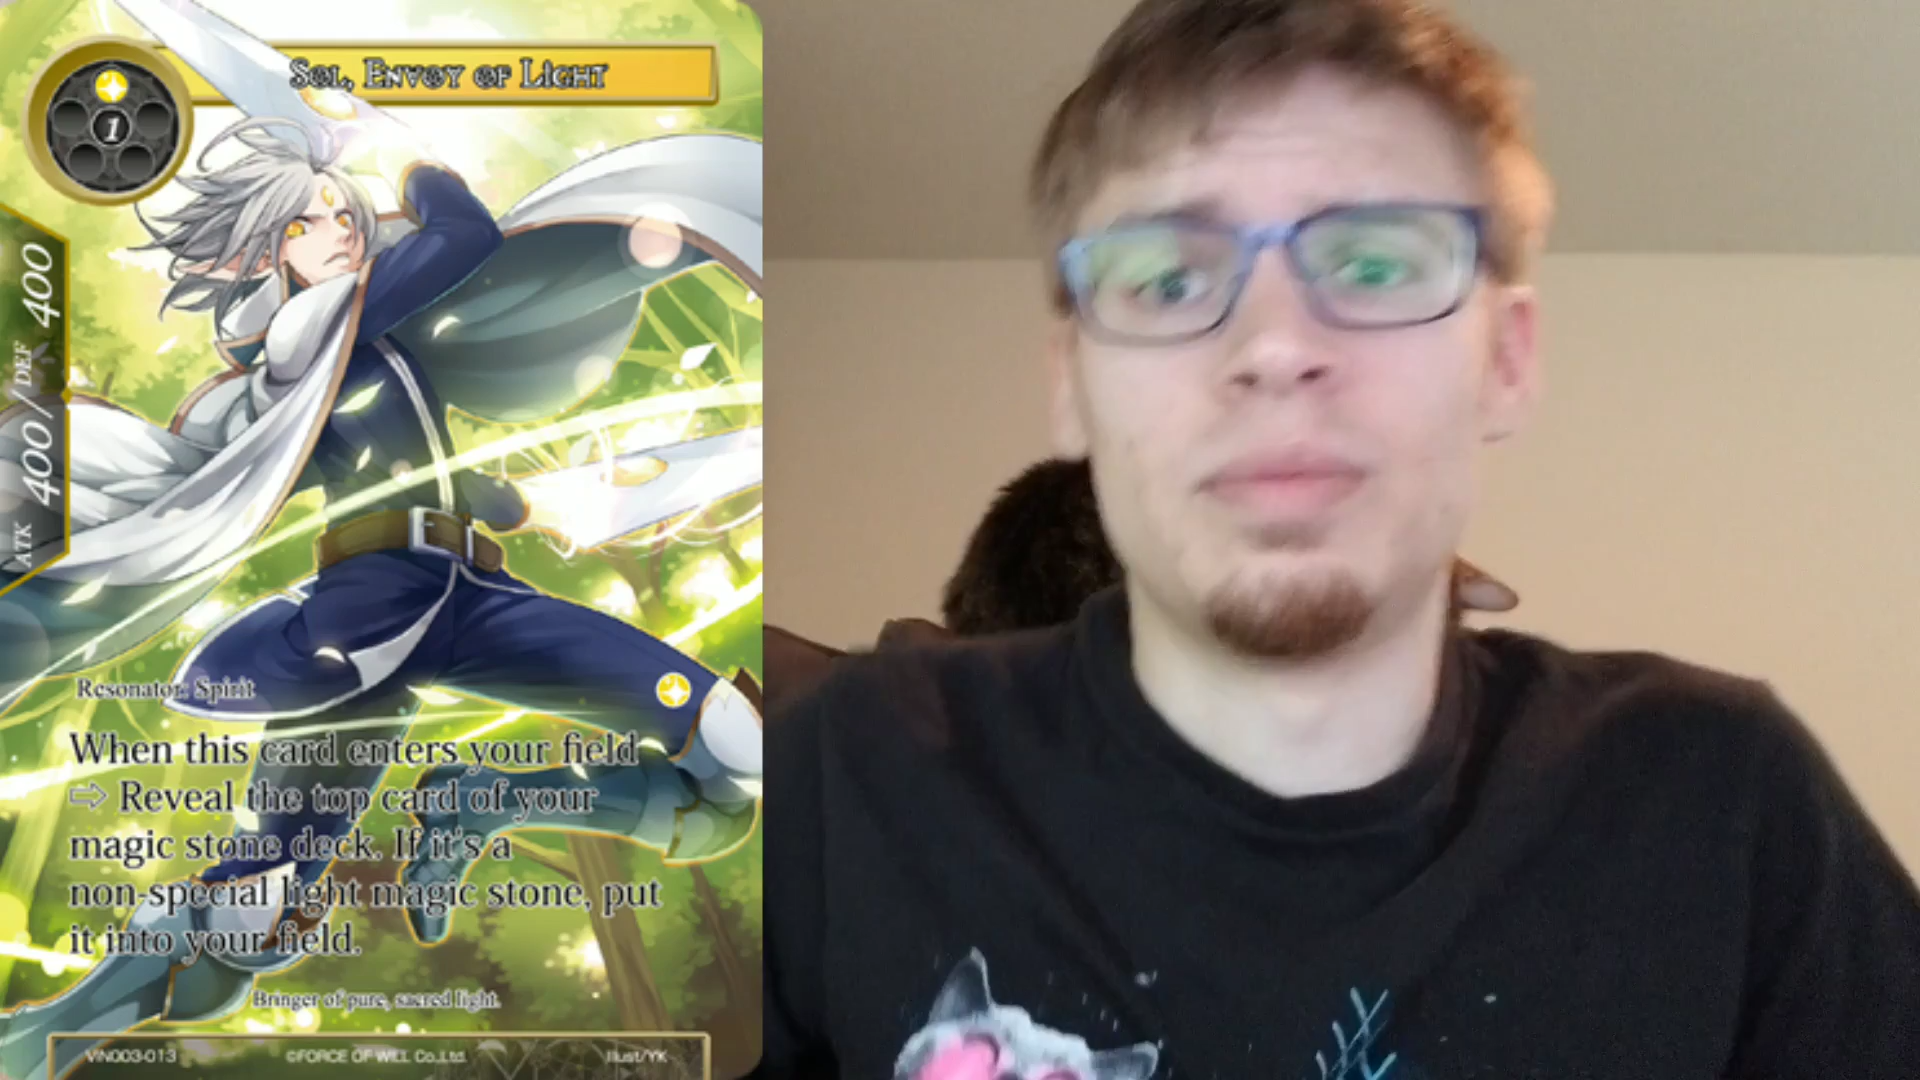 Sol, Envoy of Light
1
ATK 400 / DEF 400
Resonator: Spirit
When this card enters your field
⇨ Reveal the top card of your
magic stone deck. If it's a
non-special light magic stone, put
it into your field.
Bringer of pure, sacred light.
VIN003-013 ©FORCE OF WILL Co.,Ltd. Illust/YK